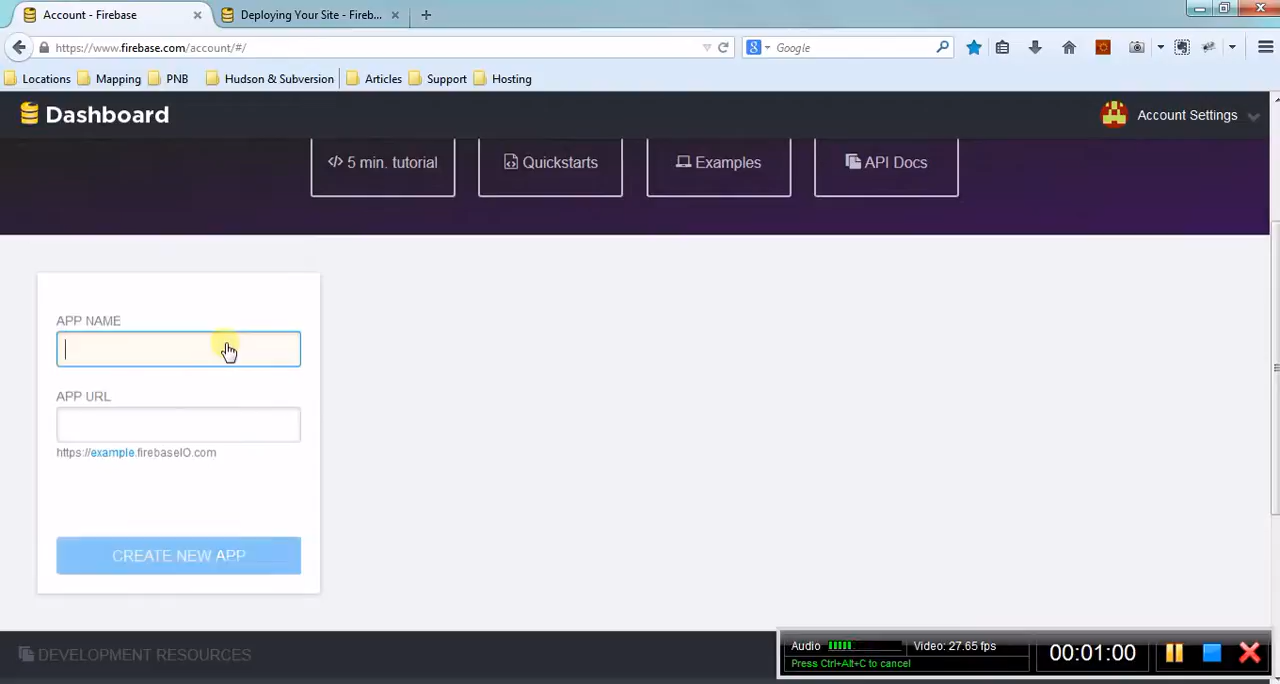 Account - Firebase
Deploying Your Site - Fireb...
https://www.firebase.com/account/#/
Google
Locations Mapping PNB Hudson & Subversion Articles Support Hosting
Dashboard
Account Settings
</> 5 min. tutorial
Quickstarts
Examples
API Docs
APP NAME
APP URL
https://example.firebaseIO.com
CREATE NEW APP
DEVELOPMENT RESOURCES
Audio Video: 27.65 fps
Press Ctrl+Alt+C to cancel
00:01:00